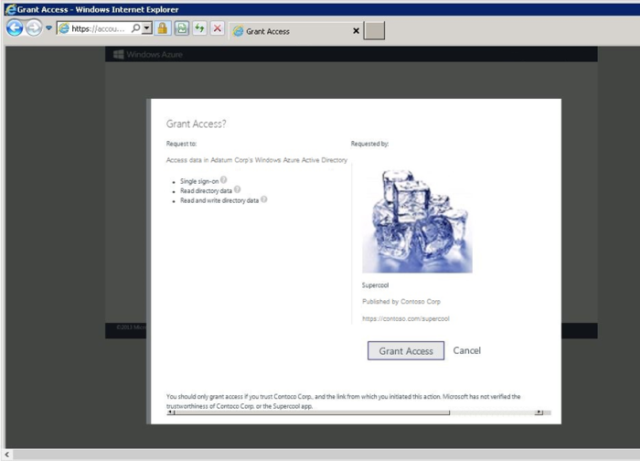 Grant Access - Windows Internet Explorer
https://accou...
Grant Access
Windows Azure
Grant Access?
Request to:
Requested by:
Access data in Adatum Corp's Windows Azure Active Directory
Single sign-on
Read directory data
Read and write directory data
Supercool
Published by Contoso Corp
https://contoso.com/supercool
Grant Access
Cancel
You should only grant access if you trust Contoso Corp, and the link from which you initiated this action. Microsoft has not verified the
trustworthiness of Contoso Corp. or the Supercool app.
©2013